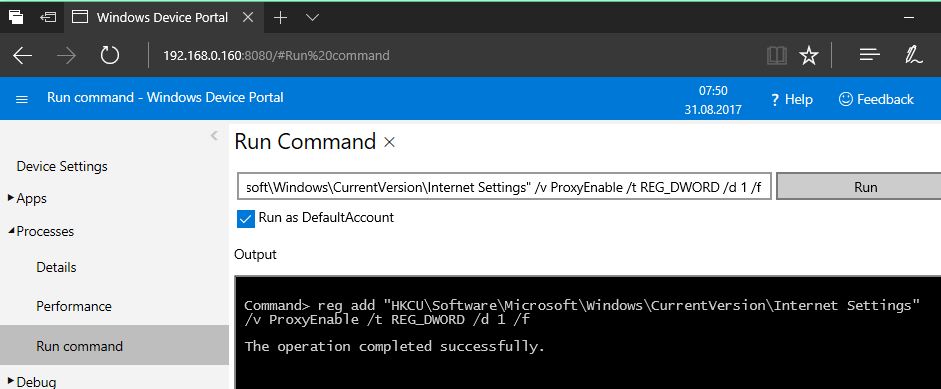 Windows Device Portal
192.168.0.160:8080/#Run%20command
Run command - Windows Device Portal
07:50
31.08.2017
? Help
Feedback
Run Command
Device Settings
soft\Windows\CurrentVersion\Internet Settings" /v ProxyEnable /t REG_DWORD /d 1 /f
Run
Apps
Run as DefaultAccount
Processes
Output
Details
Performance
Run command
Debug
Command> reg add "HKCU\Software\Microsoft\Windows\CurrentVersion\Internet Settings"
/v ProxyEnable /t REG_DWORD /d 1 /f
The operation completed successfully.